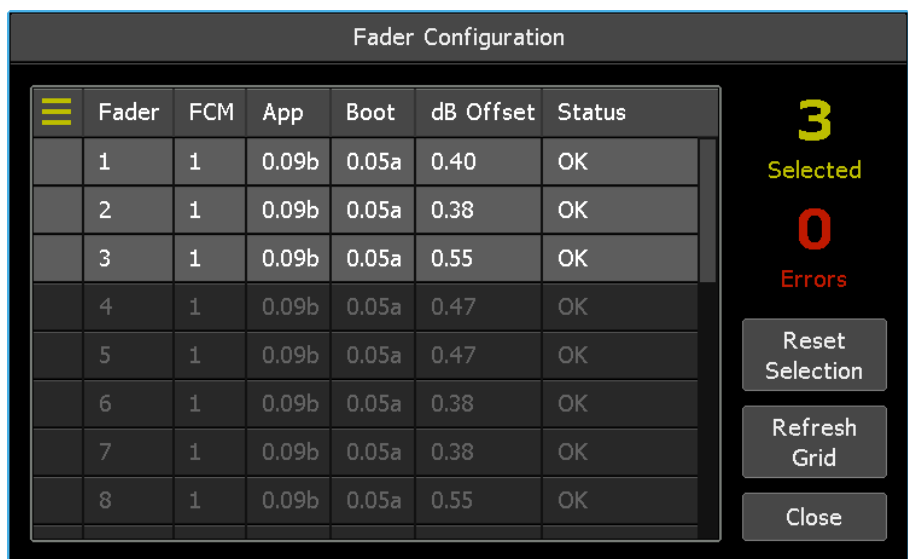 Fader Configuration
Fader FCM App Boot dB Offset Status
1 1 0.09b 0.05a 0.40 OK
2 1 0.09b 0.05a 0.38 OK
3 1 0.09b 0.05a 0.55 OK
4 1 0.09b 0.05a 0.47 OK
5 1 0.09b 0.05a 0.47 OK
6 1 0.09b 0.05a 0.38 OK
7 1 0.09b 0.05a 0.38 OK
8 1 0.09b 0.05a 0.55 OK
3
Selected
0
Errors
Reset
Selection
Refresh
Grid
Close